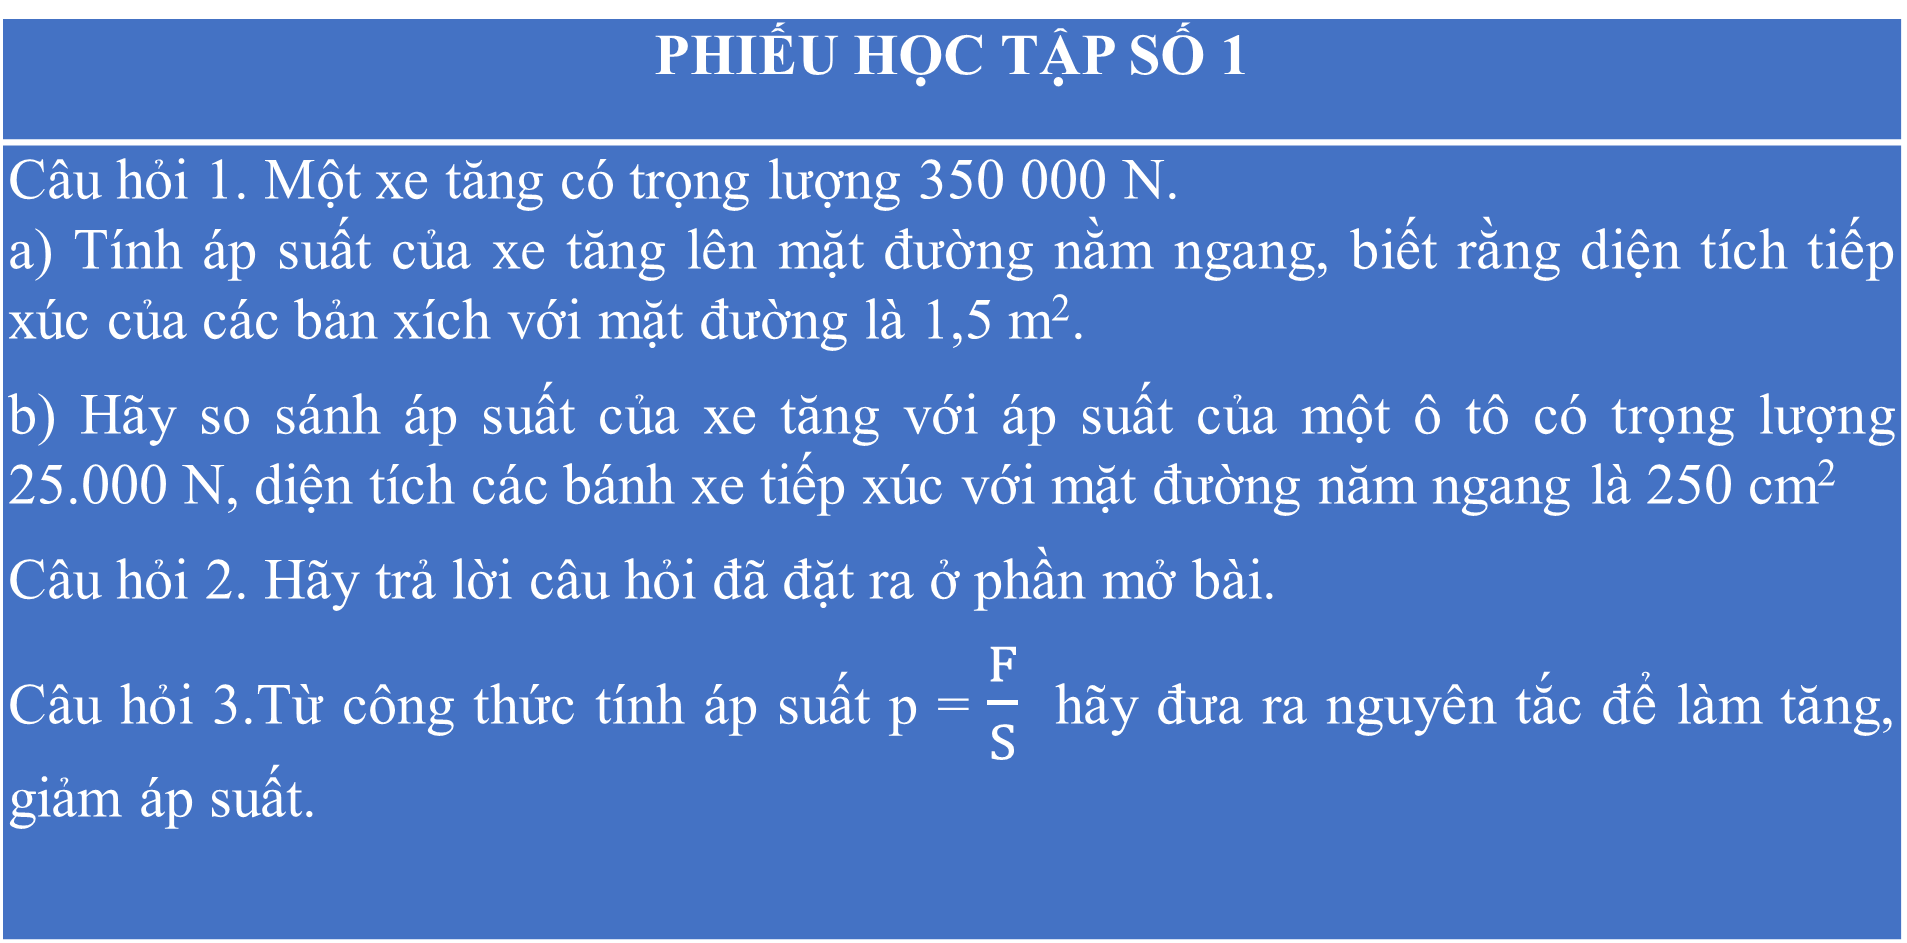 PHIẾU HỌC TẬP SỐ 1
Câu hỏi 1. Một xe tăng có trọng lượng 350 000 N.
a) Tính áp suất của xe tăng lên mặt đường nằm ngang, biết rằng diện tích tiếp
xúc của các bản xích với mặt đường là 1,5 m².
b) Hãy so sánh áp suất của xe tăng với áp suất của một ô tô có trọng lượng
25.000 N, diện tích các bánh xe tiếp xúc với mặt đường năm ngang là 250 cm²
Câu hỏi 2. Hãy trả lời câu hỏi đã đặt ra ở phần mở bài.
Câu hỏi 3.Từ công thức tính áp suất p = F/S hãy đưa ra nguyên tắc để làm tăng,
giảm áp suất.